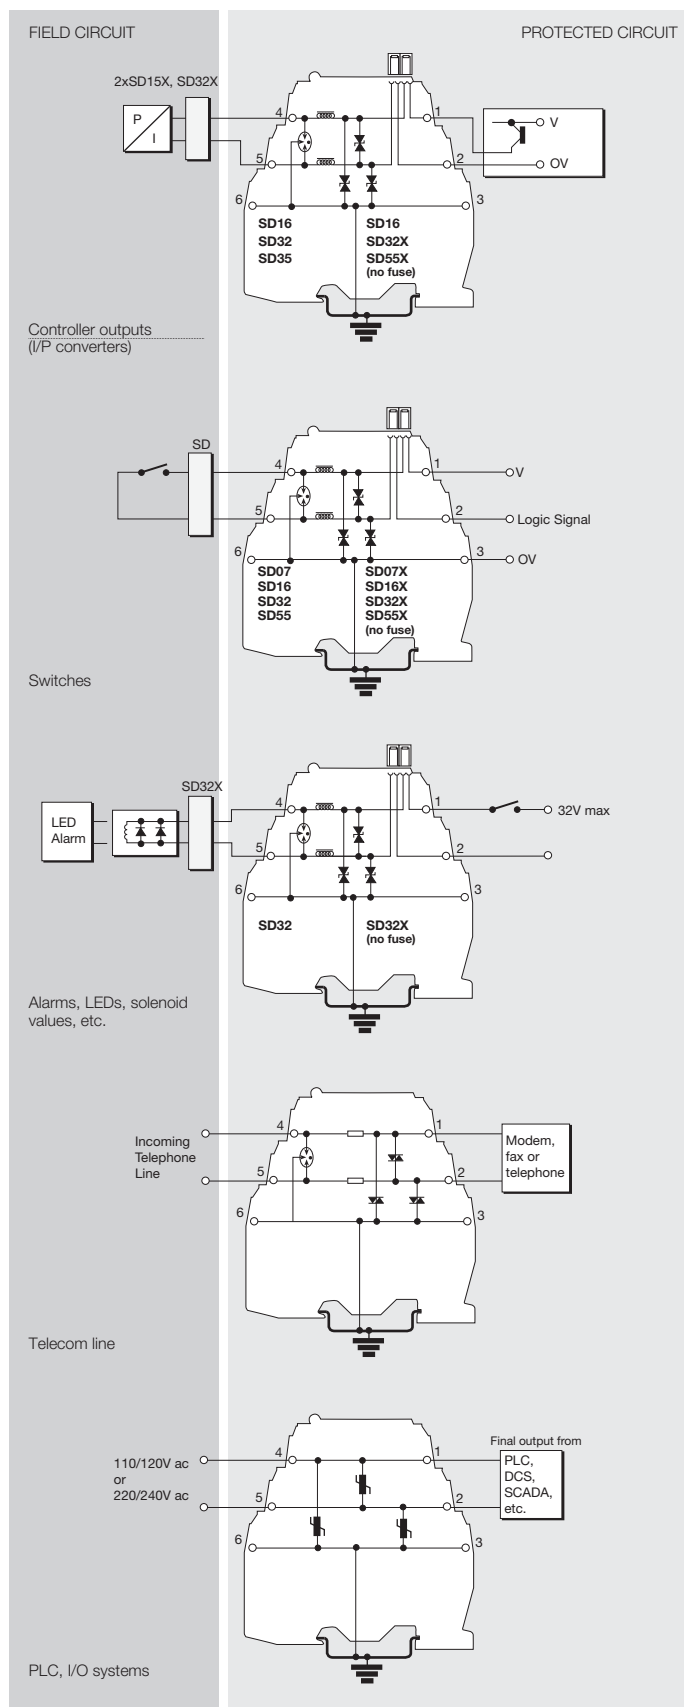 FIELD CIRCUIT
PROTECTED CIRCUIT
2xSD15X, SD32X
P
I
4
5
6
1
2
3
V
OV
SD16
SD32
SD35
SD16
SD32X
SD55X
(no fuse)
Controller outputs
(I/P converters)
SD
4
5
6
1
2
3
V
Logic Signal
OV
SD07
SD16
SD32
SD55
SD07X
SD16X
SD32X
SD55X
(no fuse)
Switches
SD32X
LED
Alarm
4
5
6
1
2
3
32V max
SD32
SD32X
(no fuse)
Alarms, LEDs, solenoid
values, etc.
Incoming
Telephone
Line
4
5
6
1
2
3
Modem,
fax or
telephone
Telecom line
110/120V ac
or
220/240V ac
4
5
6
1
2
3
Final output from
PLC,
DCS,
SCADA,
etc.
PLC, I/O systems